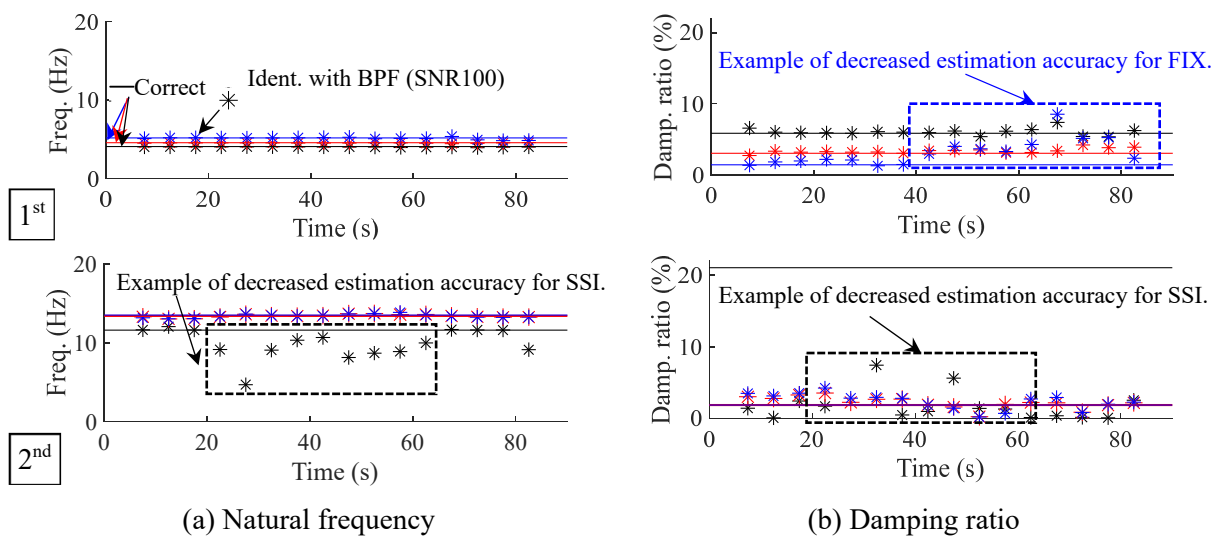 20
10
0
Freq. (Hz)
Correct
Ident. with BPF (SNR100)
0 20 40 60 80
Time (s)
1st
20
10
0
Damp. ratio (%)
Example of decreased estimation accuracy for FIX.
0 20 40 60 80
Time (s)
20
10
0
Freq. (Hz)
Example of decreased estimation accuracy for SSI.
0 20 40 60 80
Time (s)
2nd
20
10
0
Damp. ratio (%)
Example of decreased estimation accuracy for SSI.
0 20 40 60 80
Time (s)
(a) Natural frequency
(b) Damping ratio